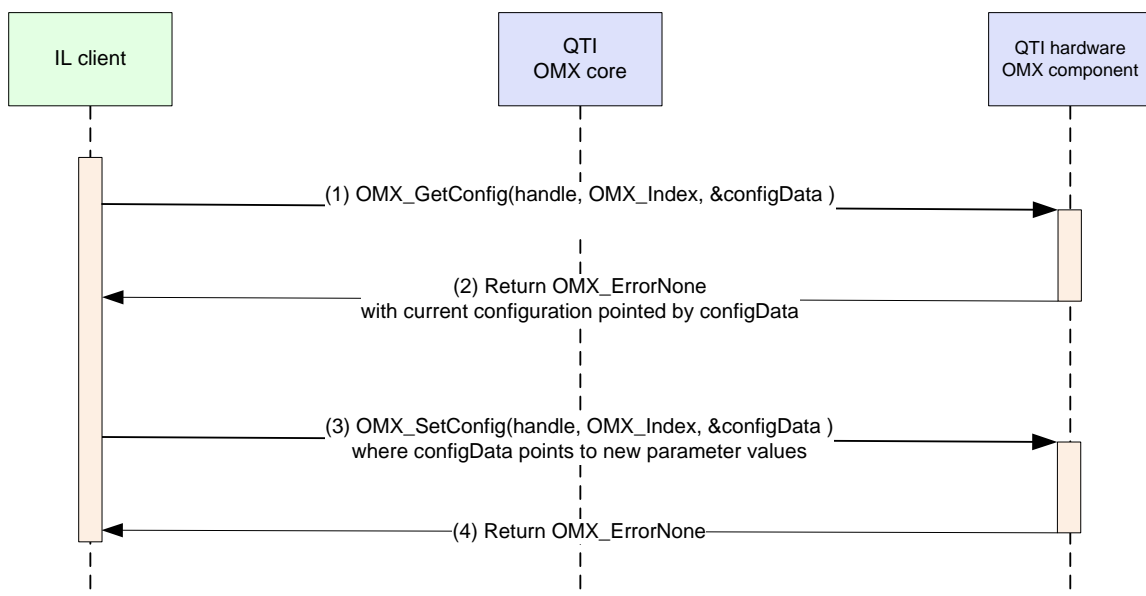 IL client
QTI
OMX core
QTI hardware
OMX component
(1) OMX_GetConfig(handle, OMX_Index, &configData )
(2) Return OMX_ErrorNone
with current configuration pointed by configData
(3) OMX_SetConfig(handle, OMX_Index, &configData )
where configData points to new parameter values
(4) Return OMX_ErrorNone